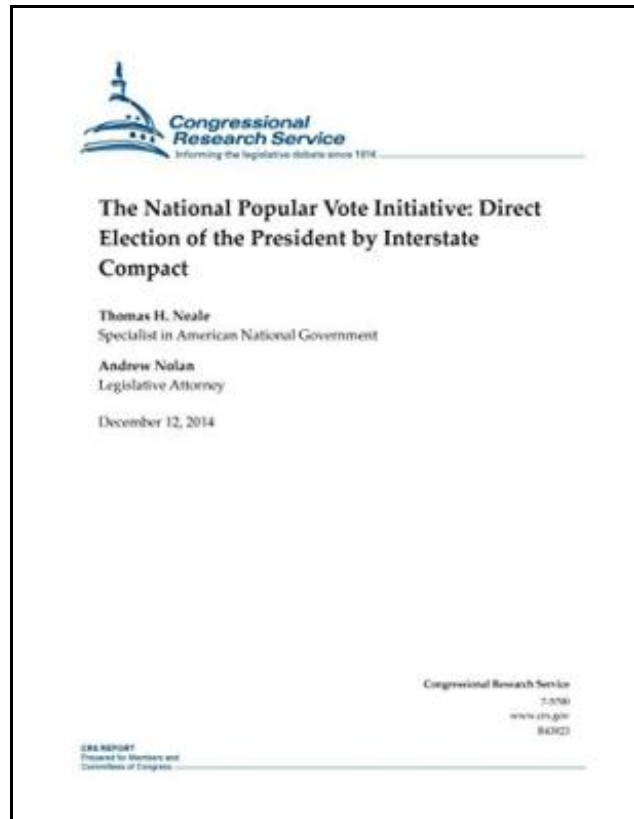 Congressional
Research Service
Informing the legislative debate since 1914
The National Popular Vote Initiative: Direct
Election of the President by Interstate
Compact
Thomas H. Neale
Specialist in American National Government
Andrew Nolan
Legislative Attorney
December 12, 2014
Congressional Research Service
7-5700
www.crs.gov
R43823
CRS REPORT
Prepared for Members and
Committees of Congress